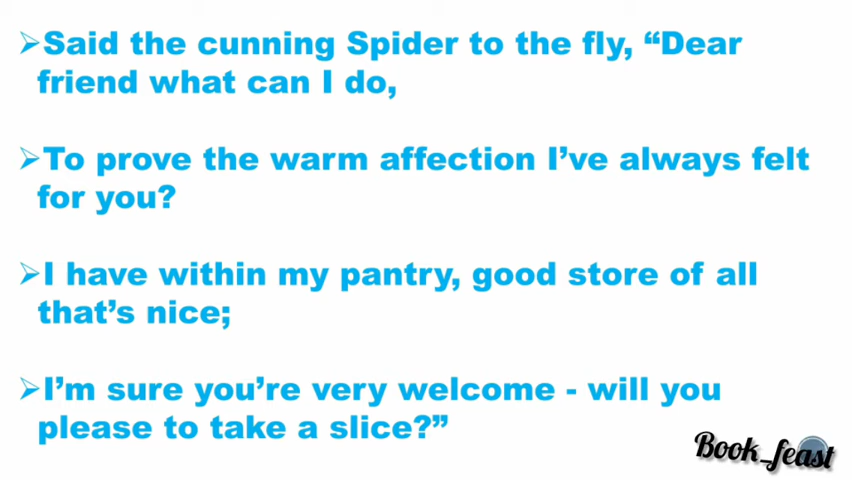 ➢Said the cunning Spider to the fly, “Dear
friend what can I do,
➢To prove the warm affection I’ve always felt
for you?
➢I have within my pantry, good store of all
that’s nice;
➢I’m sure you’re very welcome - will you
please to take a slice?”
Book_feast